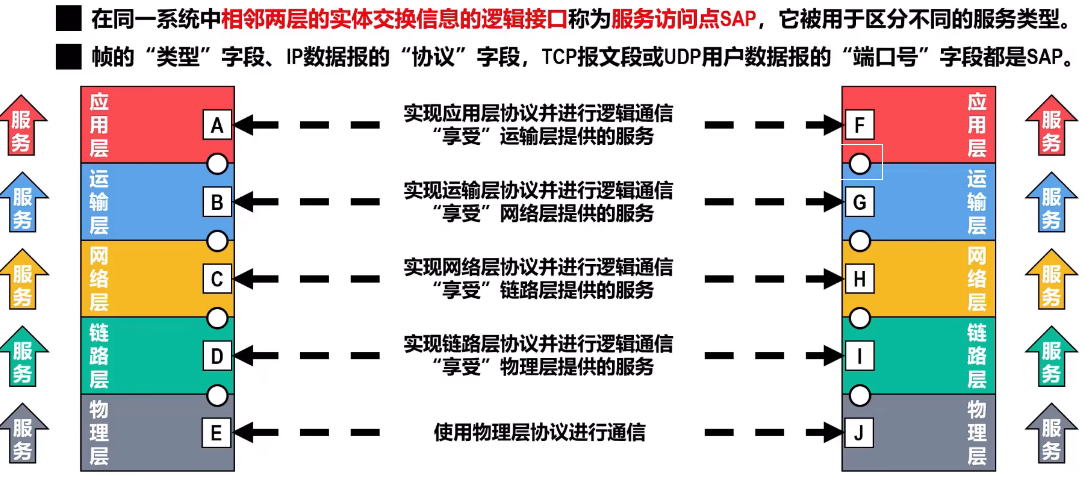 在同一系统中相邻两层的实体交换信息的逻辑接口称为服务访问点SAP，它被用于区分不同的服务类型。
帧的“类型”字段、IP数据报的“协议”字段，TCP报文段或UDP用户数据报的“端口号”字段都是SAP。
服务
应用层
A
实现应用层协议并进行逻辑通信
“享受”运输层提供的服务
F
应用层
服务
服务
运输层
B
实现运输层协议并进行逻辑通信
“享受”网络层提供的服务
G
运输层
服务
服务
网络层
C
实现网络层协议并进行逻辑通信
“享受”链路层提供的服务
H
网络层
服务
服务
链路层
D
实现链路层协议并进行逻辑通信
“享受”物理层提供的服务
I
链路层
服务
服务
物理层
E
使用物理层协议进行通信
J
物理层
服务